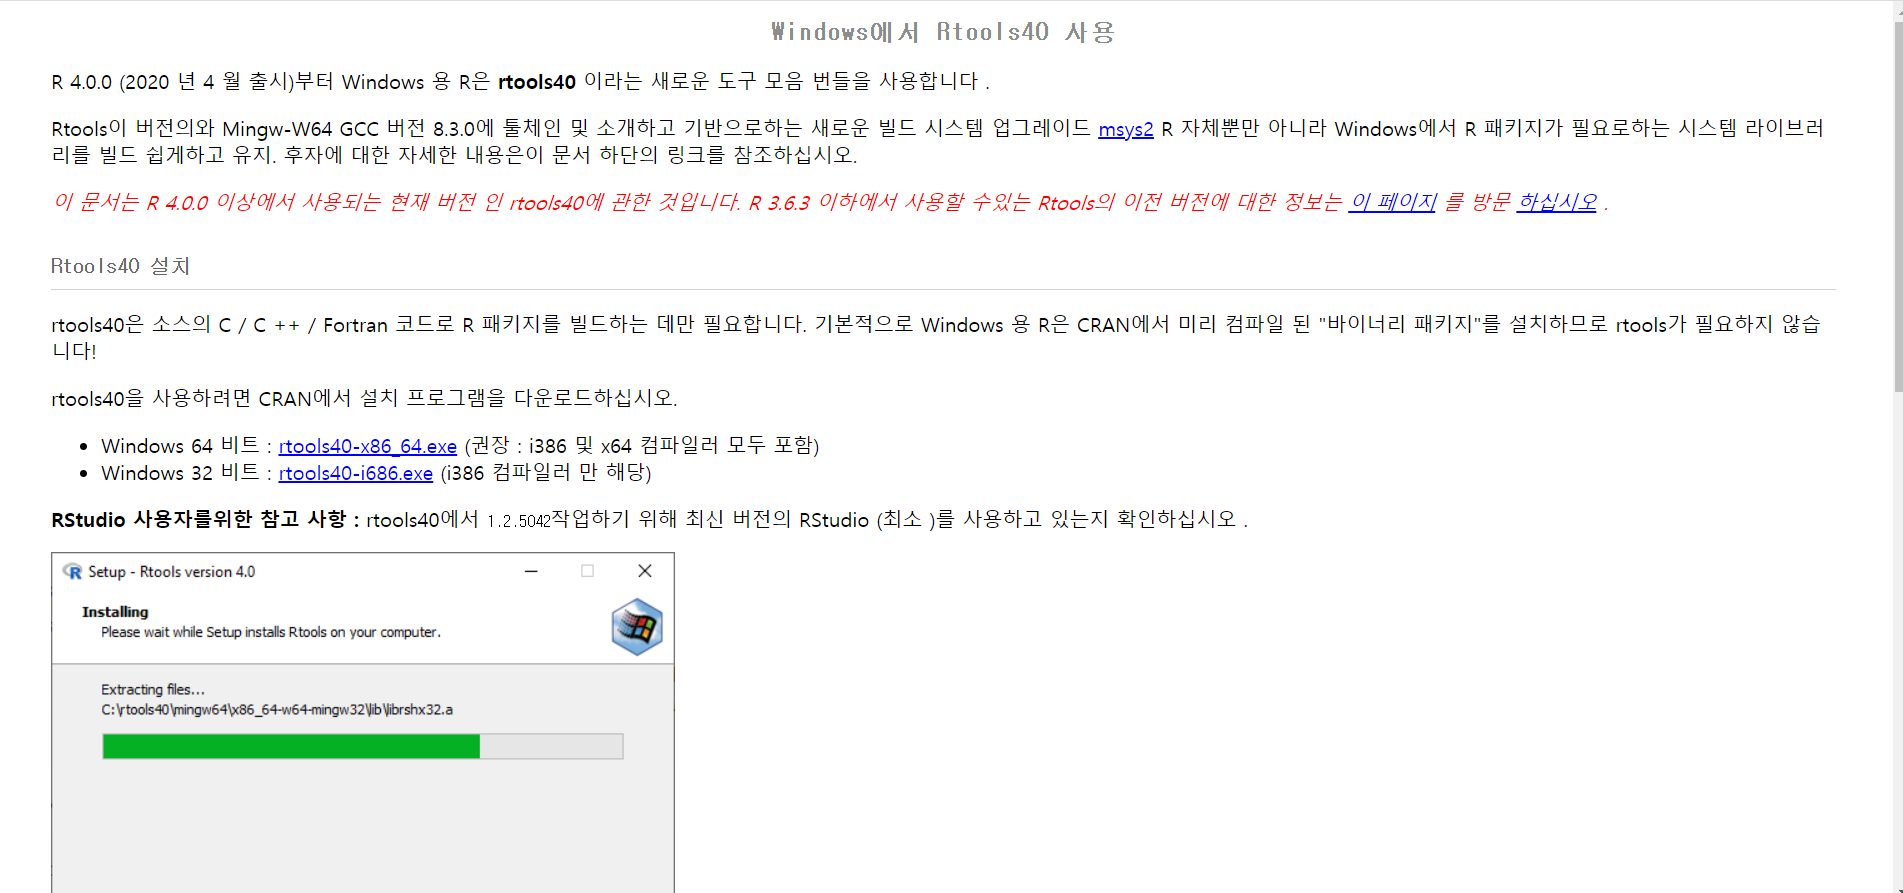 Windows에서 Rtools40 사용
R 4.0.0 (2020 년 4 월 출시)부터 Windows 용 R은 rtools40 이라는 새로운 도구 모음 번들을 사용합니다 .
Rtools이 버전의와 Mingw-W64 GCC 버전 8.3.0에 툴체인 및 소개하고 기반으로하는 새로운 빌드 시스템 업그레이드 msys2 R 자체뿐만 아니라 Windows에서 R 패키지가 필요로하는 시스템 라이브러
리를 빌드 쉽게하고 유지. 후자에 대한 자세한 내용은이 문서 하단의 링크를 참조하십시오.
이 문서는 R 4.0.0 이상에서 사용되는 현재 버전 인 rtools40에 관한 것입니다. R 3.6.3 이하에서 사용할 수있는 Rtools의 이전 버전에 대한 정보는 이 페이지 를 방문 하십시오 .
Rtools40 설치
rtools40은 소스의 C / C ++ / Fortran 코드로 R 패키지를 빌드하는 데만 필요합니다. 기본적으로 Windows 용 R은 CRAN에서 미리 컴파일 된 "바이너리 패키지"를 설치하므로 rtools가 필요하지 않습
니다!
rtools40을 사용하려면 CRAN에서 설치 프로그램을 다운로드하십시오.
• Windows 64 비트 : rtools40-x86_64.exe (권장 : i386 및 x64 컴파일러 모두 포함)
• Windows 32 비트 : rtools40-i686.exe (i386 컴파일러 만 해당)
RStudio 사용자를위한 참고 사항 : rtools40에서 1.2.5042작업하기 위해 최신 버전의 RStudio (최소 )를 사용하고 있는지 확인하십시오 .
R Setup - Rtools version 4.0
Installing
Please wait while Setup installs Rtools on your computer.
Extracting files...
C:\rtools40\mingw64\x86_64-w64-mingw32\lib\librshx32.a